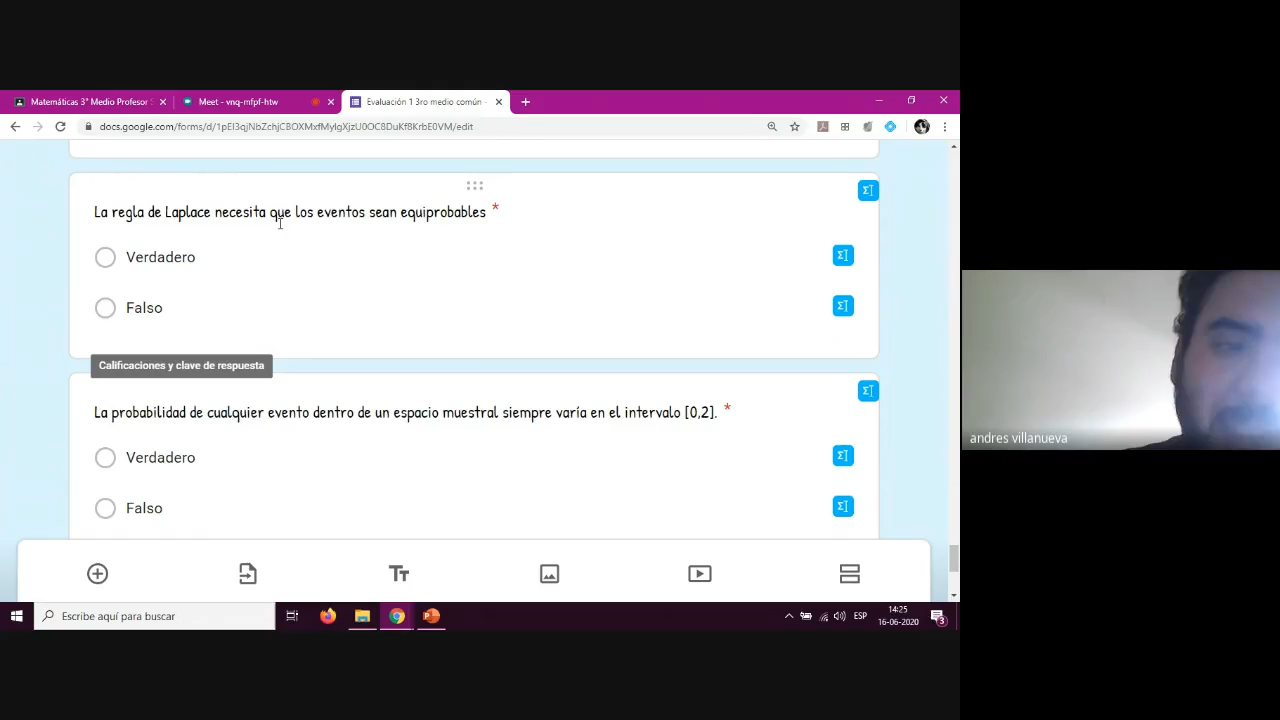 Matemáticas 3° Medio Profesor
Meet - vnq-mfpf-htw
Evaluación 1 3ro medio común -
docs.google.com/forms/d/1pEI3qjNbZchjCBOXMxfMyIgXjzU0OC8DuKf8KrbE0VM/edit
La regla de Laplace necesita que los eventos sean equiprobables *
Verdadero
Falso
Calificaciones y clave de respuesta
La probabilidad de cualquier evento dentro de un espacio muestral siempre varía en el intervalo [0,2]. *
Verdadero
Falso
andres villanueva
Escribe aquí para buscar
ESP
14:25
16-06-2020
3